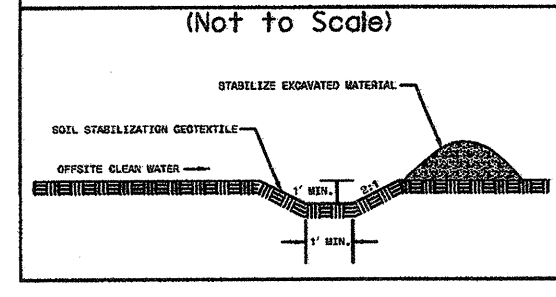 (Not to Scale)
STABILIZE EXCAVATED MATERIAL
SOIL STABILIZATION GEOTEXTILE
OFFSITE CLEAN WATER
1' MIN.
2:1
1' MIN.